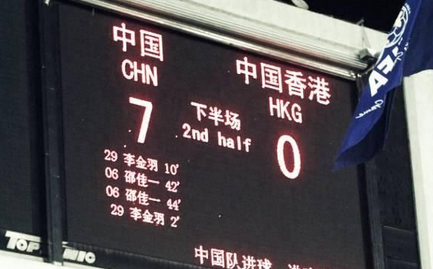 中国
CHN
7
中国香港
HKG
0
下半场
2nd half
29 李金羽 10'
06 邵佳一 42'
06 邵佳一 44'
29 李金羽 2'
中国队进球